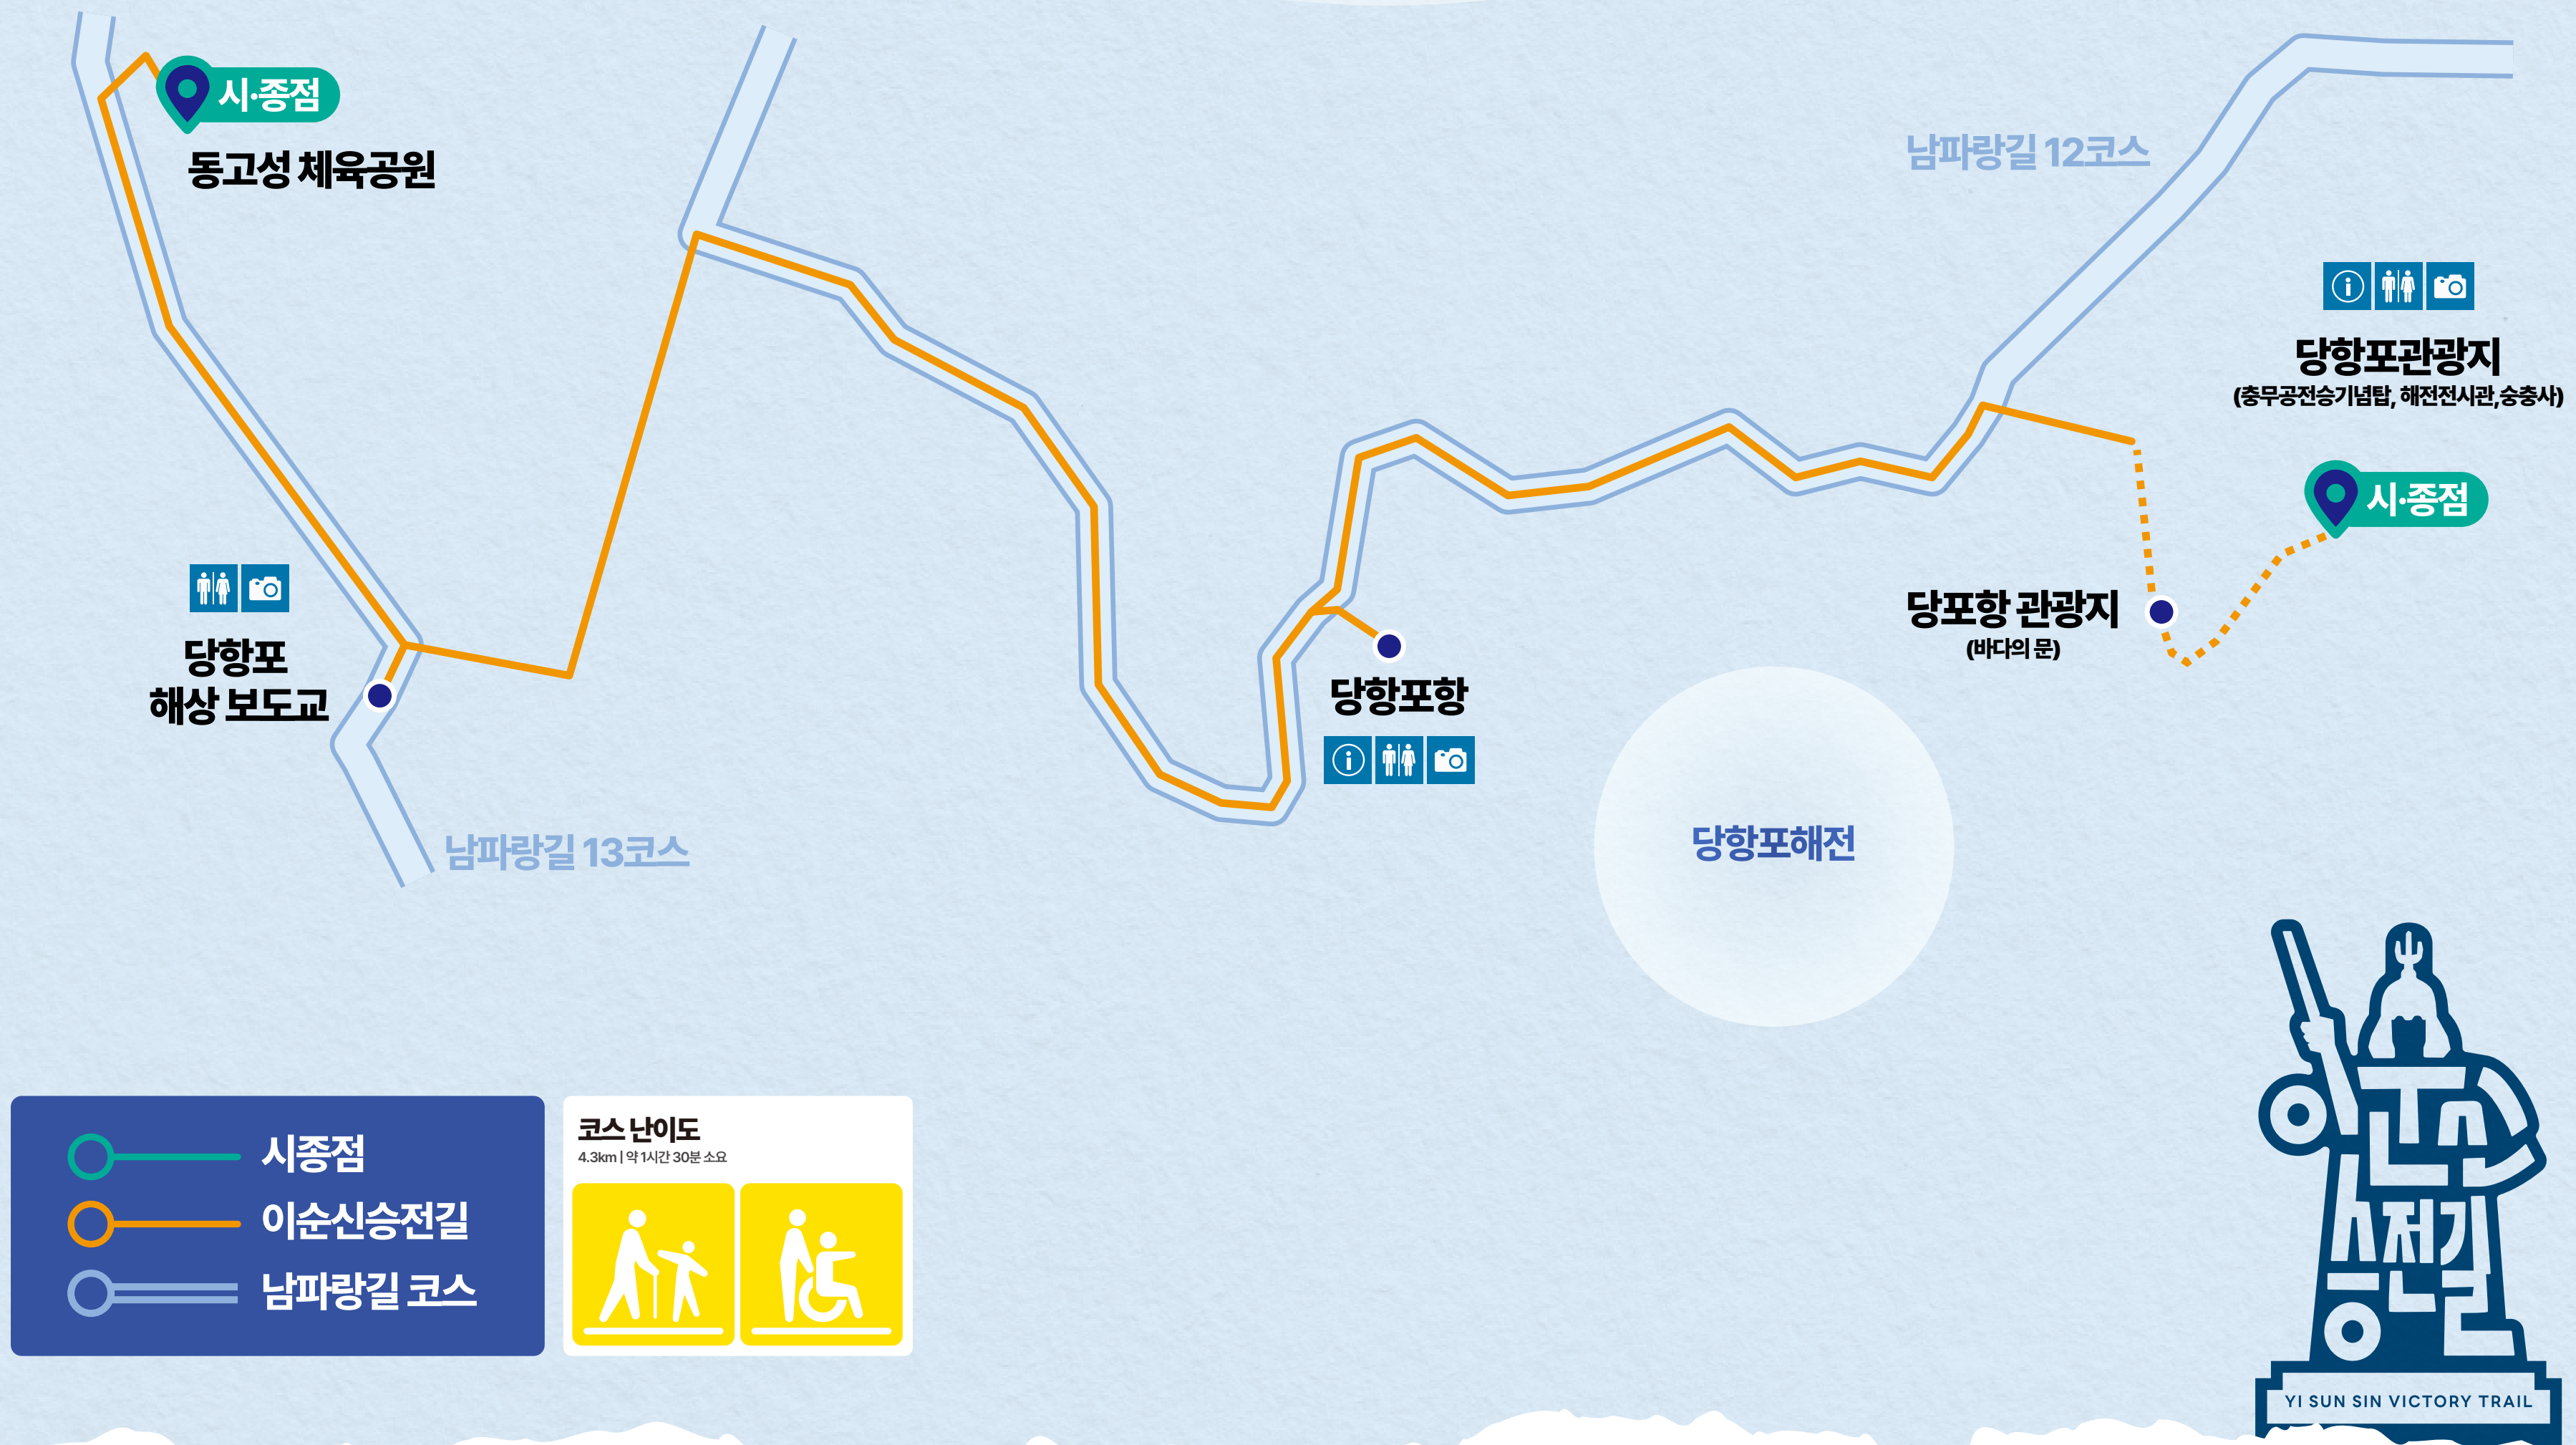 시·종점
동고성 체육공원
남파랑길 12코스
당항포관광지
(충무공전승기념탑, 해전전시관,숭충사)
시·종점
당포항 관광지
(바다의 문)
당항포
해상 보도교
당항포항
남파랑길 13코스
당항포해전
시종점
이순신승전길
남파랑길 코스
코스 난이도
4.3km | 약 1시간 30분 소요
이순신
승전길
YI SUN SIN VICTORY TRAIL